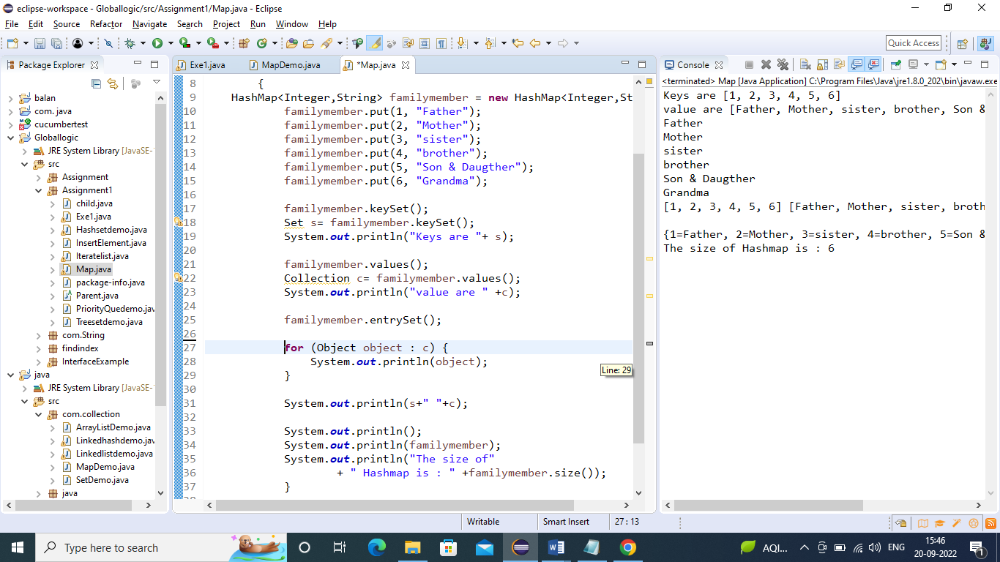 eclipse-workspace - Globallogic/src/Assignment1/Map.java - Eclipse
File Edit Source Refactor Navigate Search Project Run Window Help
Quick Access
Package Explorer
balan
com. java
cucumbertest
Globallogic
JRE System Library [JavaSE-1
src
Assignment
Assignment1
child.java
Exe1.java
Hashsetdemo.java
InsertElement.java
Iteratelist.java
Map.java
package-info.java
Parent.java
PriorityQuedemo.jav
Treesetdemo.java
com.String
findindex
InterfaceExample
java
JRE System Library [JavaSE-1
src
com.collection
ArrayListDemo.java
Linkedhashdemo.jav
Linkedlistdemo.java
MapDemo.java
SetDemo.java
java
Exe1.java MapDemo.java *Map.java
8 {
9 HashMap<Integer,String> familymember = new HashMap<Integer,St
10 familymember.put(1, "Father");
11 familymember.put(2, "Mother");
12 familymember.put(3, "sister");
13 familymember.put(4, "brother");
14 familymember.put(5, "Son & Daugther");
15 familymember.put(6, "Grandma");
16
17 familymember.keySet();
18 Set s= familymember.keySet();
19 System.out.println("Keys are "+ s);
20
21 familymember.values();
22 Collection c= familymember.values();
23 System.out.println("value are " +c);
24
25 familymember.entrySet();
26
27 for (Object object : c) {
28 System.out.println(object);
29 }
30
31 System.out.println(s+" "+c);
32
33 System.out.println();
34 System.out.println(familymember);
35 System.out.println("The size of"
36 + " Hashmap is : " +familymember.size());
37 }
Line: 29
Console
<terminated> Map [Java Application] C:\Program Files\Java\jre1.8.0_202\bin\javaw.exe
Keys are [1, 2, 3, 4, 5, 6]
value are [Father, Mother, sister, brother, Son &
Father
Mother
sister
brother
Son & Daugther
Grandma
[1, 2, 3, 4, 5, 6] [Father, Mother, sister, broth
{1=Father, 2=Mother, 3=sister, 4=brother, 5=Son &
The size of Hashmap is : 6
Writable Smart Insert 27 : 13
Type here to search
AQI... ENG
15:46
20-09-2022
1